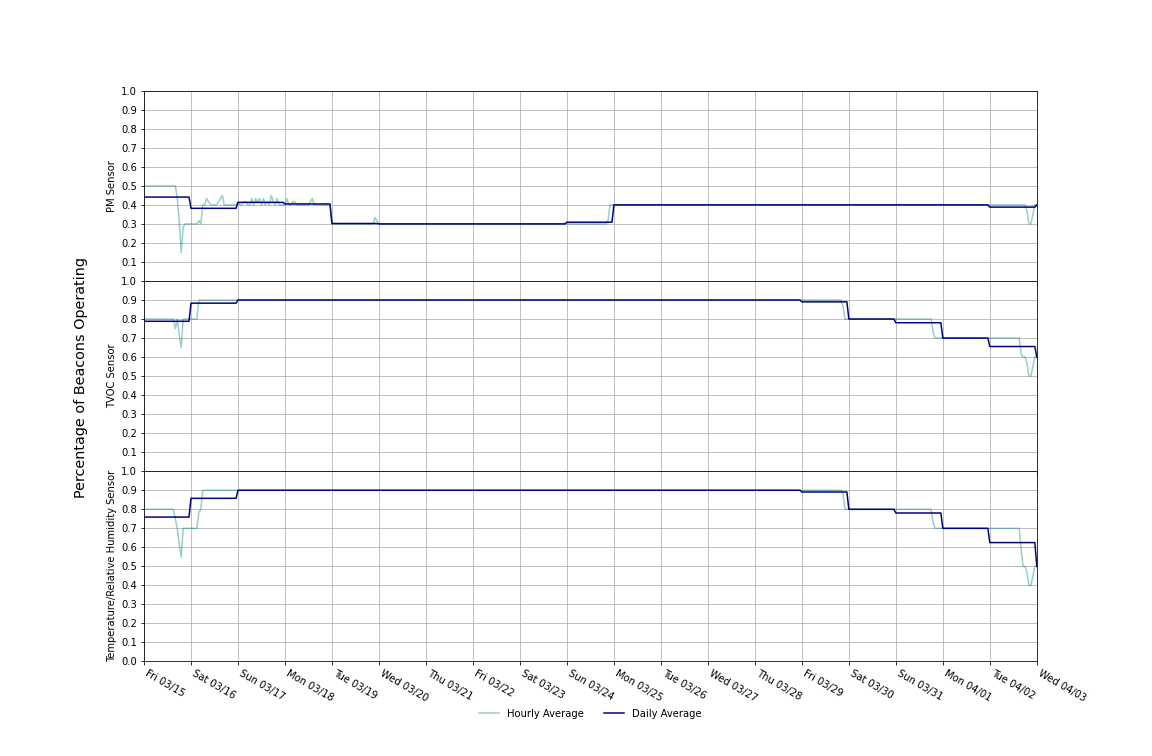 Percentage of Beacons Operating
PM Sensor
1.0
0.9
0.8
0.7
0.6
0.5
0.4
0.3
0.2
0.1
TVOC Sensor
1.0
0.9
0.8
0.7
0.6
0.5
0.4
0.3
0.2
0.1
Temperature/Relative Humidity Sensor
1.0
0.9
0.8
0.7
0.6
0.5
0.4
0.3
0.2
0.1
0.0
Fri 03/15
Sat 03/16
Sun 03/17
Mon 03/18
Tue 03/19
Wed 03/20
Thu 03/21
Fri 03/22
Sat 03/23
Sun 03/24
Mon 03/25
Tue 03/26
Wed 03/27
Thu 03/28
Fri 03/29
Sat 03/30
Sun 03/31
Mon 04/01
Tue 04/02
Wed 04/03
Hourly Average
Daily Average